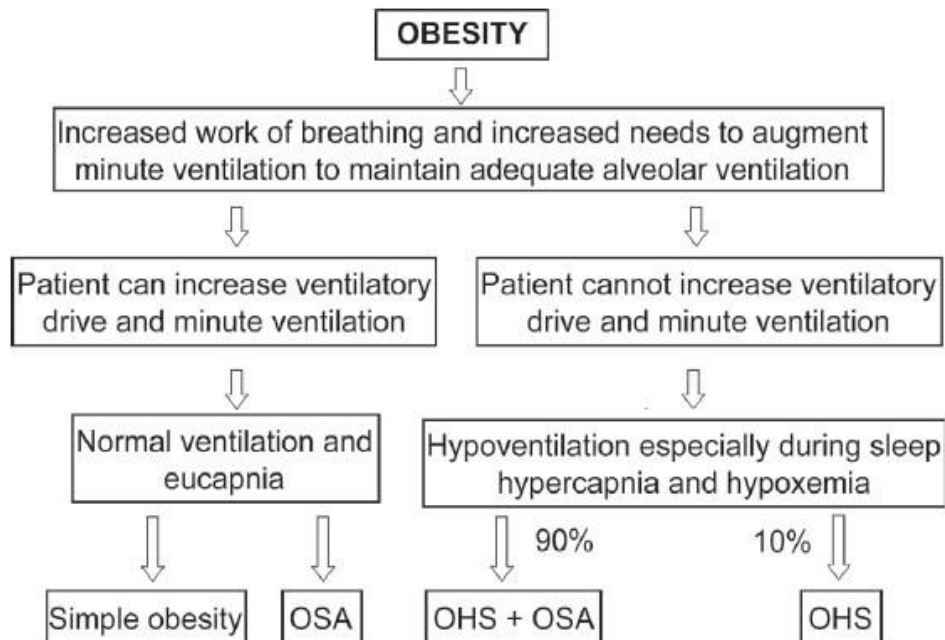 OBESITY
Increased work of breathing and increased needs to augment
minute ventilation to maintain adequate alveolar ventilation
Patient can increase ventilatory
drive and minute ventilation
Patient cannot increase ventilatory
drive and minute ventilation
Normal ventilation and
eucapnia
Hypoventilation especially during sleep
hypercapnia and hypoxemia
90%
10%
Simple obesity
OSA
OHS + OSA
OHS